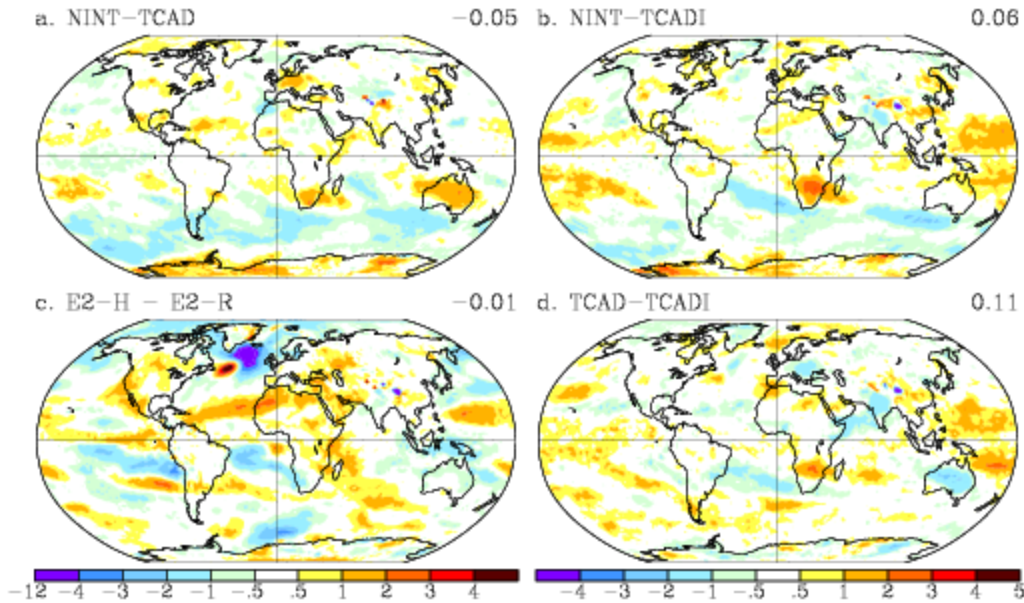 a. NINT-TCAD -0.05
b. NINT-TCADI 0.06
c. E2-H - E2-R -0.01
d. TCAD-TCADI 0.11
-12 -4 -3 -2 -1 -.5 .5 1 2 3 4
-4 -3 -2 -1 -.5 .5 1 2 3 4 5